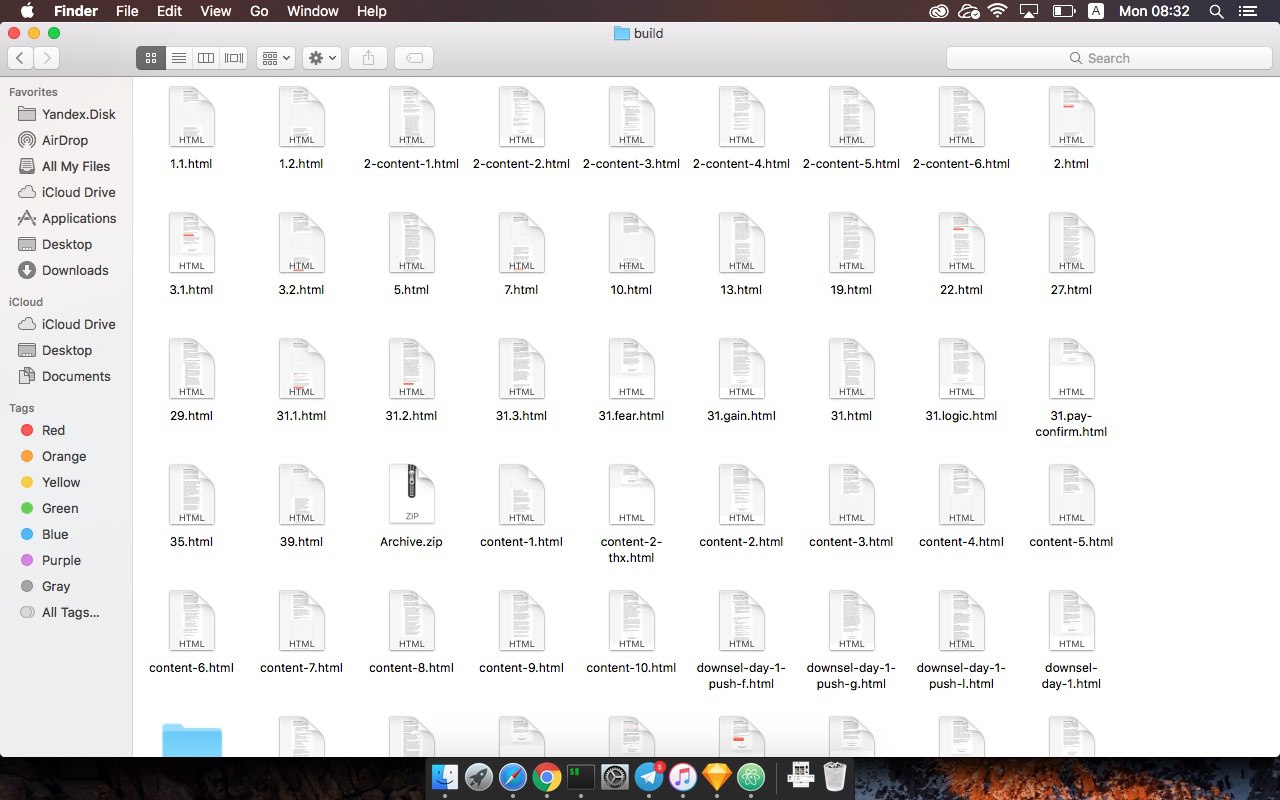 Finder File Edit View Go Window Help A Mon 08:32
build
Search
Favorites
Yandex.Disk
AirDrop
All My Files
iCloud Drive
Applications
Desktop
Downloads
iCloud
iCloud Drive
Desktop
Documents
Tags
Red
Orange
Yellow
Green
Blue
Purple
Gray
All Tags...
HTML HTML HTML HTML HTML HTML HTML HTML HTML
1.1.html 1.2.html 2-content-1.html 2-content-2.html 2-content-3.html 2-content-4.html 2-content-5.html 2-content-6.html 2.html
HTML HTML HTML HTML HTML HTML HTML HTML HTML
3.1.html 3.2.html 5.html 7.html 10.html 13.html 19.html 22.html 27.html
HTML HTML HTML HTML HTML HTML HTML HTML HTML
29.html 31.1.html 31.2.html 31.3.html 31.fear.html 31.gain.html 31.html 31.logic.html 31.pay-
confirm.html
HTML HTML ZIP HTML HTML HTML HTML HTML HTML
35.html 39.html Archive.zip content-1.html content-2- content-2.html content-3.html content-4.html content-5.html
thx.html
HTML HTML HTML HTML HTML HTML HTML HTML HTML
content-6.html content-7.html content-8.html content-9.html content-10.html downsel-day-1- downsel-day-1- downsel-day-1- downsel-
push-f.html push-g.html push-l.html day-1.html
$
5